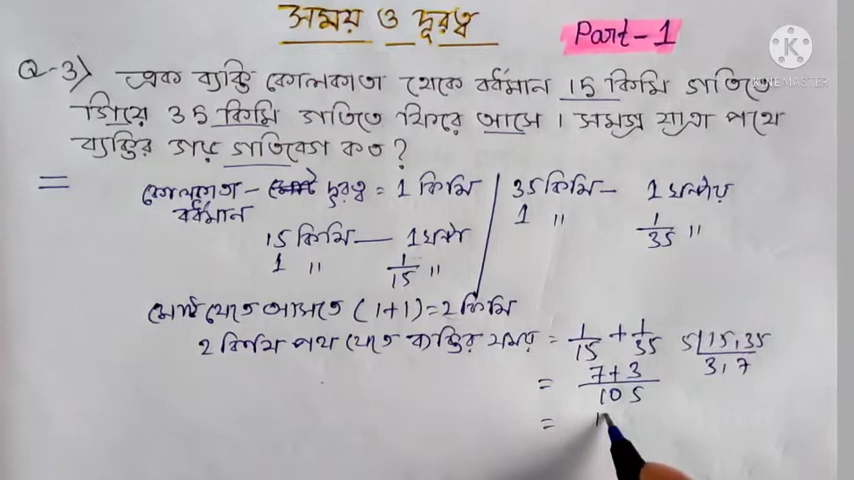 সময় ও দূরত্ব
Part-1
KINEMASTER
Q-3) এক ব্যক্তি কোলকাতা থেকে বর্ধমান 15 কিমি গতিতে
গিয়ে 35 কিমি গতিতে ফিরে আসে। সমগ্র যাত্রা পথে
ব্যক্তির গড় গতিবেগ কত?
= কোলকাতা - দূরত্ব = 1 কিমি
বর্ধমান
15 কিমি — 1 ঘন্টা
1 " 1/15 "
35 কিমি — 1 ঘন্টায়
1 " 1/35 "
মোট যেতে আসতে (1+1) = 2 কিমি
2 কিমি পথ যেতে ব্যক্তির সময় = 1/15 + 1/35
5 | 15, 35
3, 7
= 7+3/105
=